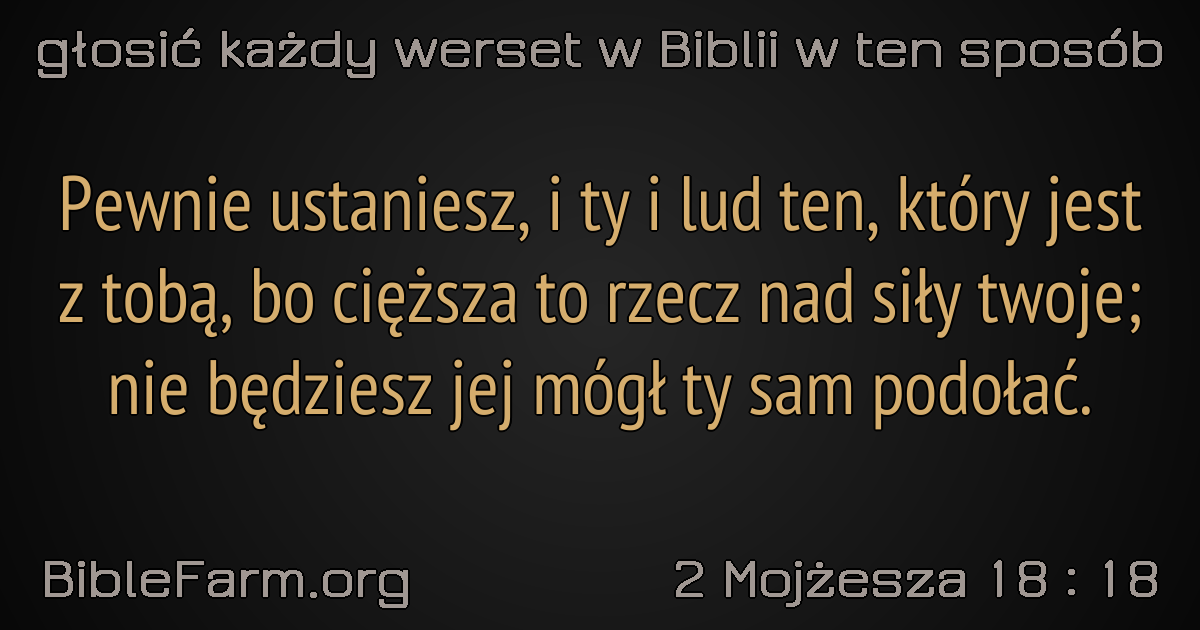 głosić każdy werset w Biblii w ten sposób
Pewnie ustaniesz, i ty i lud ten, który jest
z tobą, bo cięższa to rzecz nad siły twoje;
nie będziesz jej mógł ty sam podołać.
BibleFarm.org
2 Mojżesza 18 : 18